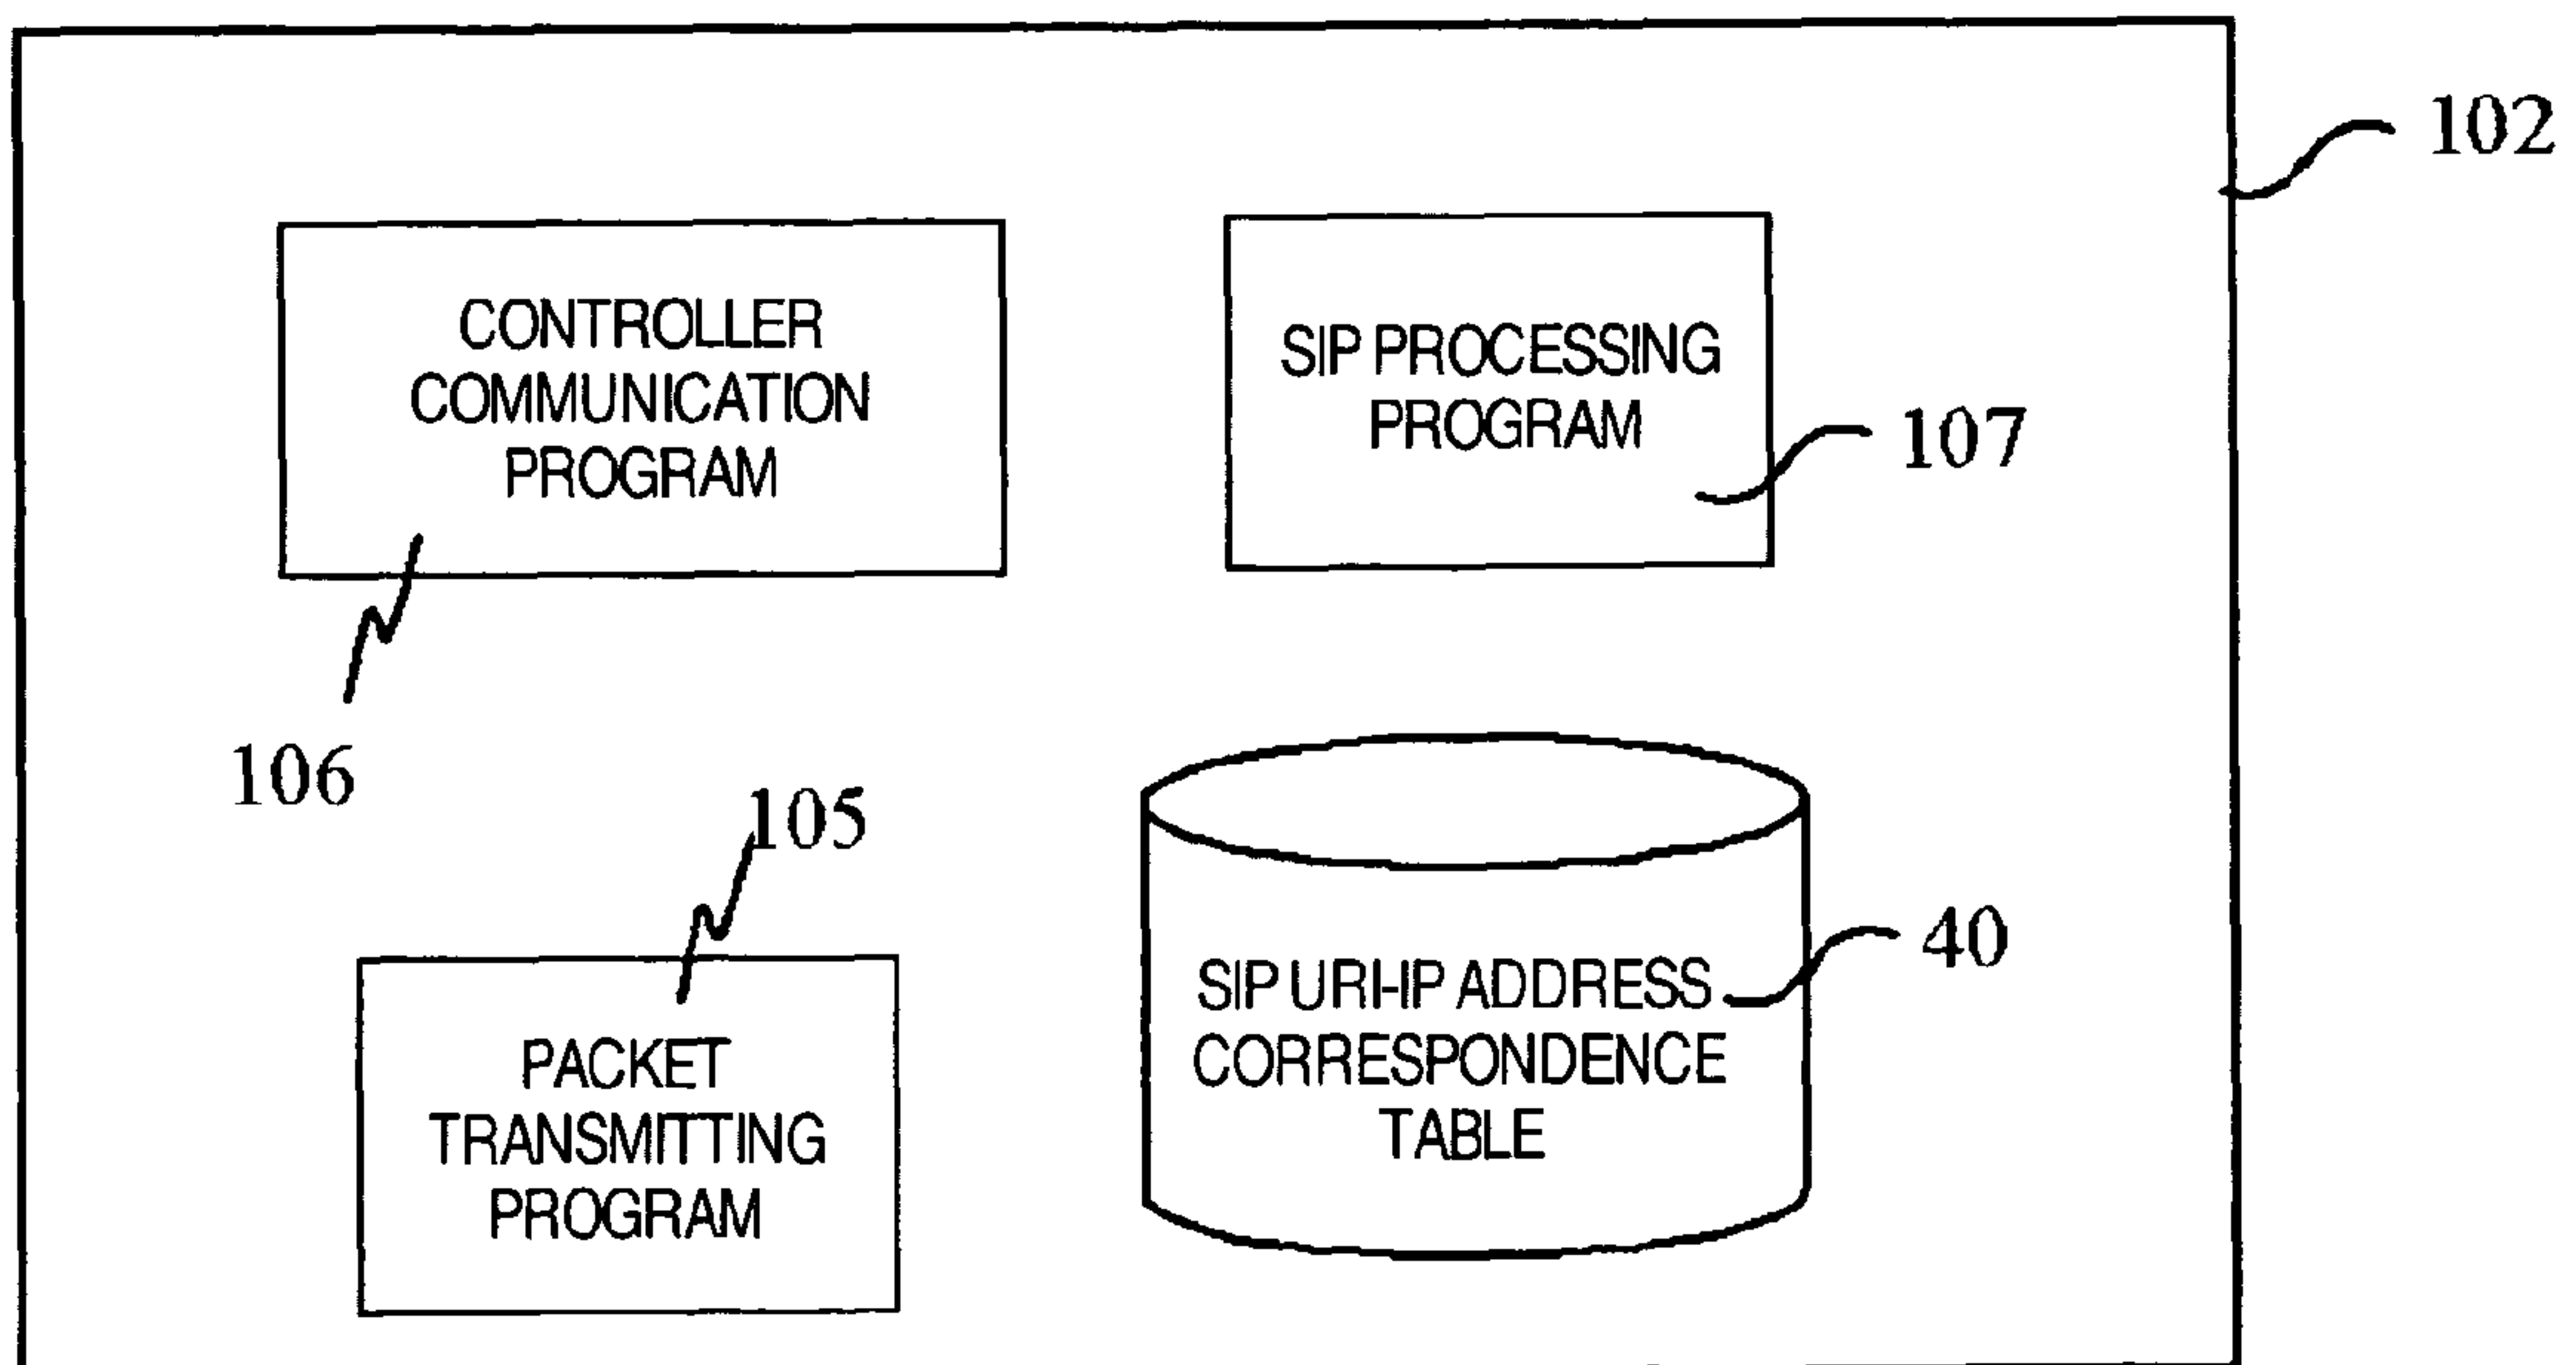 102
CONTROLLER
COMMUNICATION
PROGRAM
106
SIP PROCESSING
PROGRAM
107
105
PACKET
TRANSMITTING
PROGRAM
SIP URI-IP ADDRESS
CORRESPONDENCE
TABLE
40